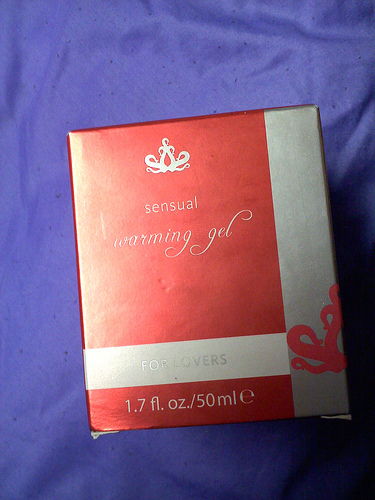 sensual
warming gel
FOR LOVERS
1.7 fl. oz./50ml℮